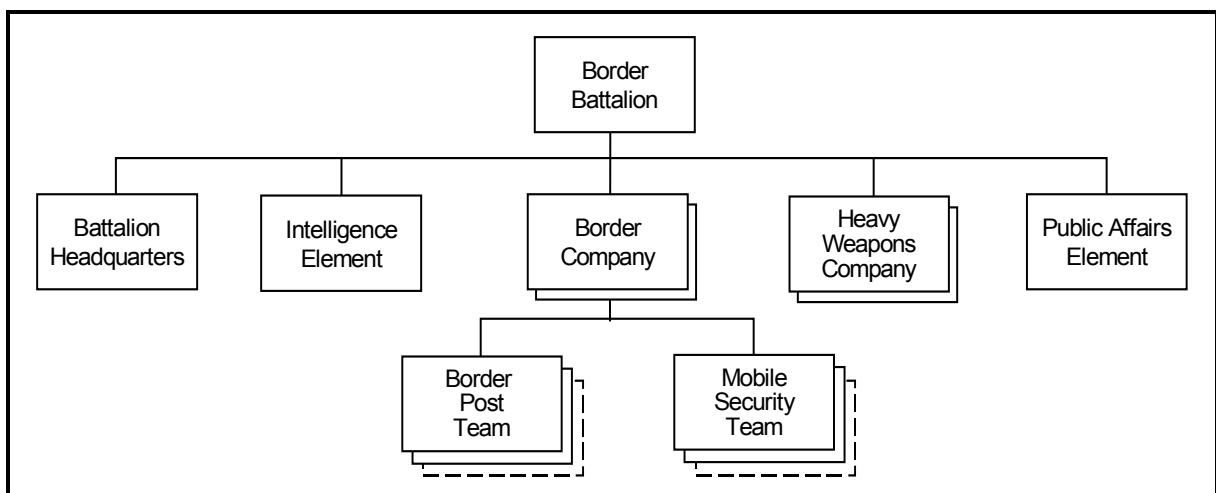 Border
Battalion
Battalion
Headquarters
Intelligence
Element
Border
Company
Heavy
Weapons
Company
Public Affairs
Element
Border
Post
Team
Mobile
Security
Team